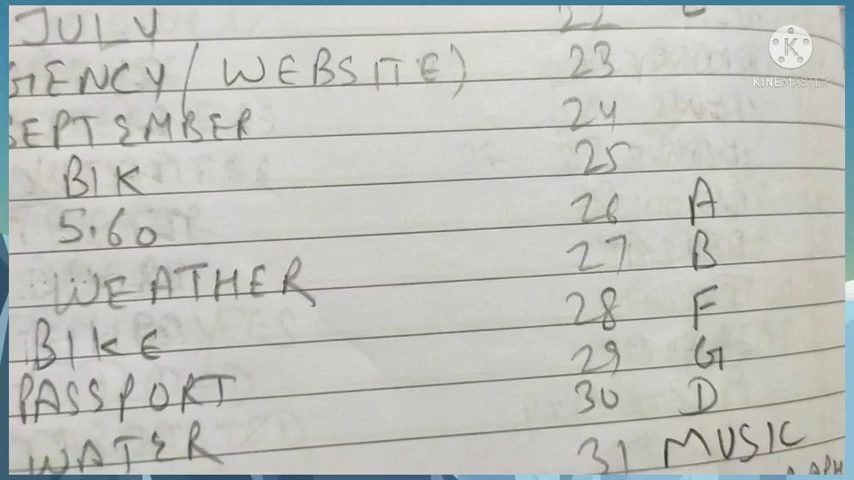 JULY 22
GENCY/ WEBSITE) 23
SEPTEMBER 24
BIK 25
5.60 26 A
WEATHER 27 B
BIKE 28 F
PASSPORT 29 G
WATER 30 D
31 MUSIC
K
KINEMASTER